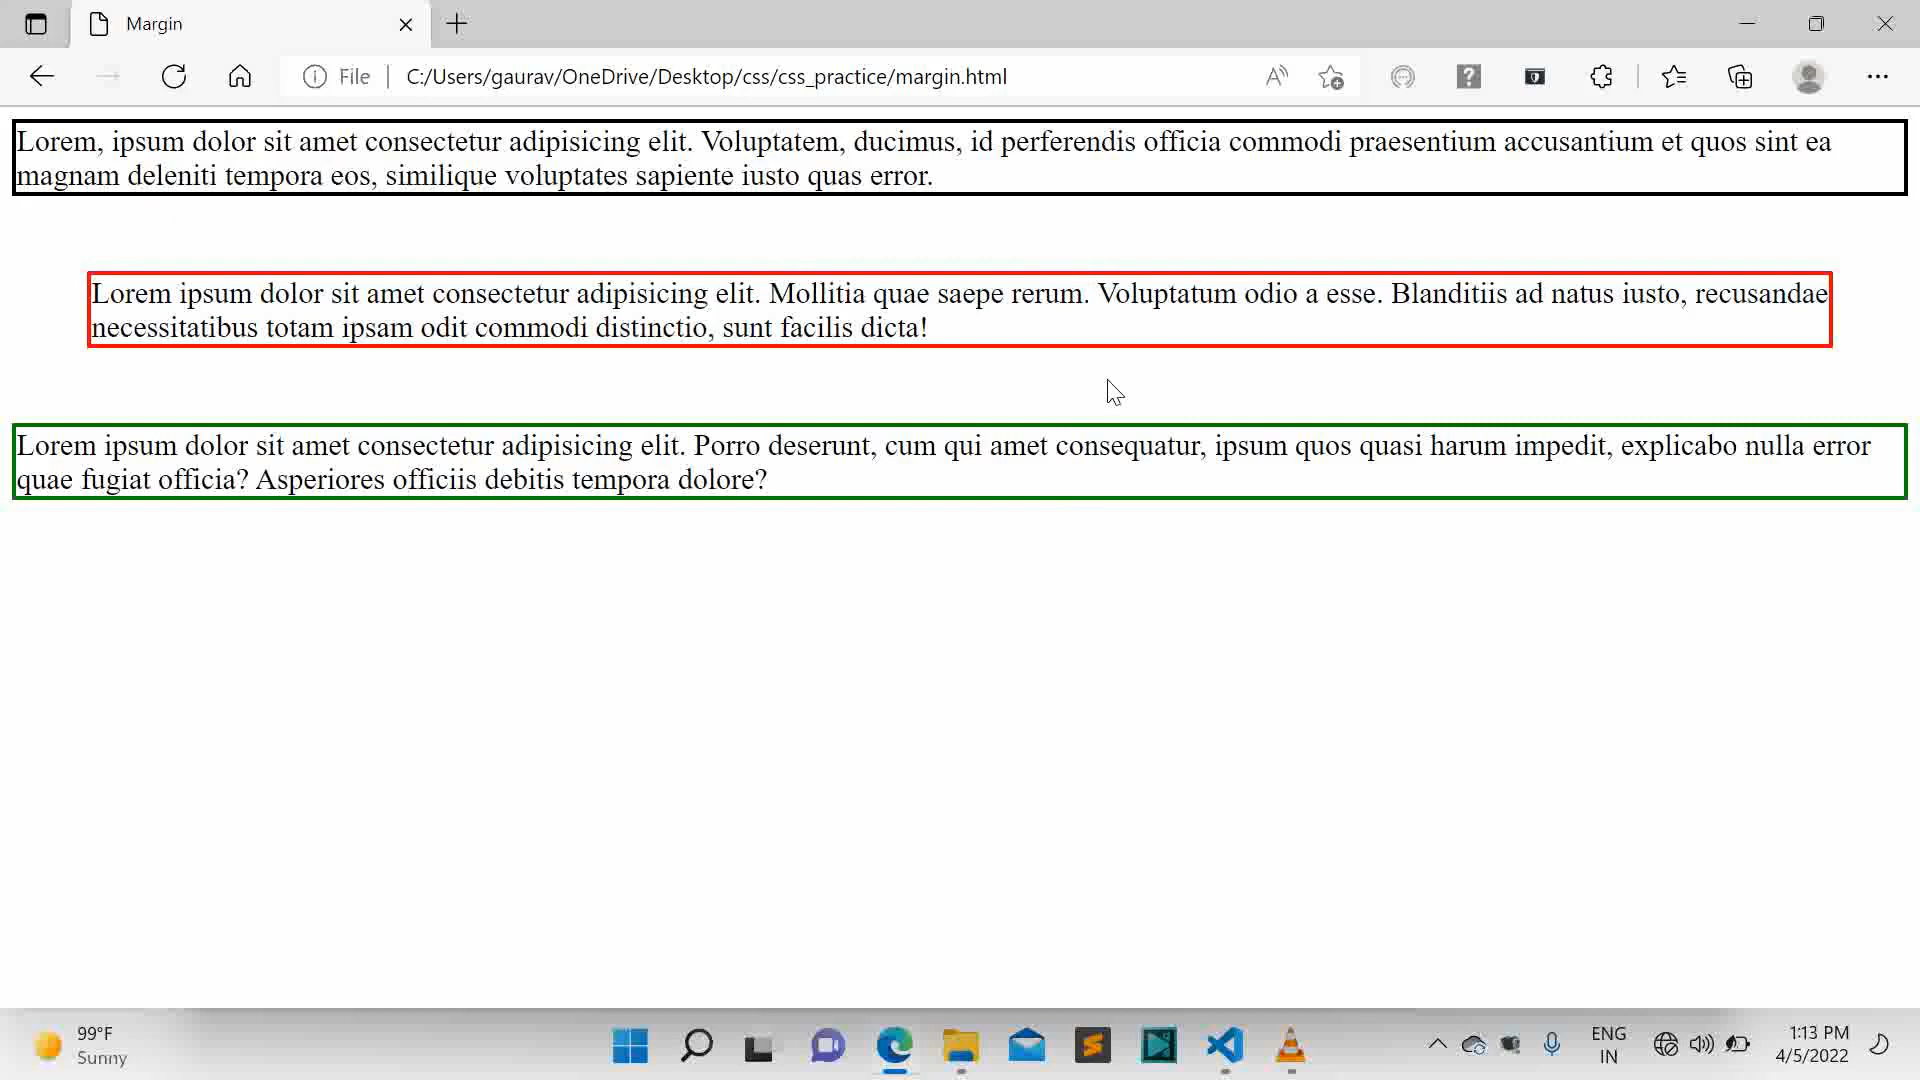 Margin
File
C:/Users/gaurav/OneDrive/Desktop/css/css_practice/margin.html
Lorem, ipsum dolor sit amet consectetur adipisicing elit. Voluptatem, ducimus, id perferendis officia commodi praesentium accusantium et quos sint ea
magnam deleniti tempora eos, similique voluptates sapiente iusto quas error.
Lorem ipsum dolor sit amet consectetur adipisicing elit. Mollitia quae saepe rerum. Voluptatum odio a esse. Blanditiis ad natus iusto, recusandae
necessitatibus totam ipsam odit commodi distinctio, sunt facilis dicta!
Lorem ipsum dolor sit amet consectetur adipisicing elit. Porro deserunt, cum qui amet consequatur, ipsum quos quasi harum impedit, explicabo nulla error
quae fugiat officia? Asperiores officiis debitis tempora dolore?
99°F
Sunny
ENG
IN
1:13 PM
4/5/2022